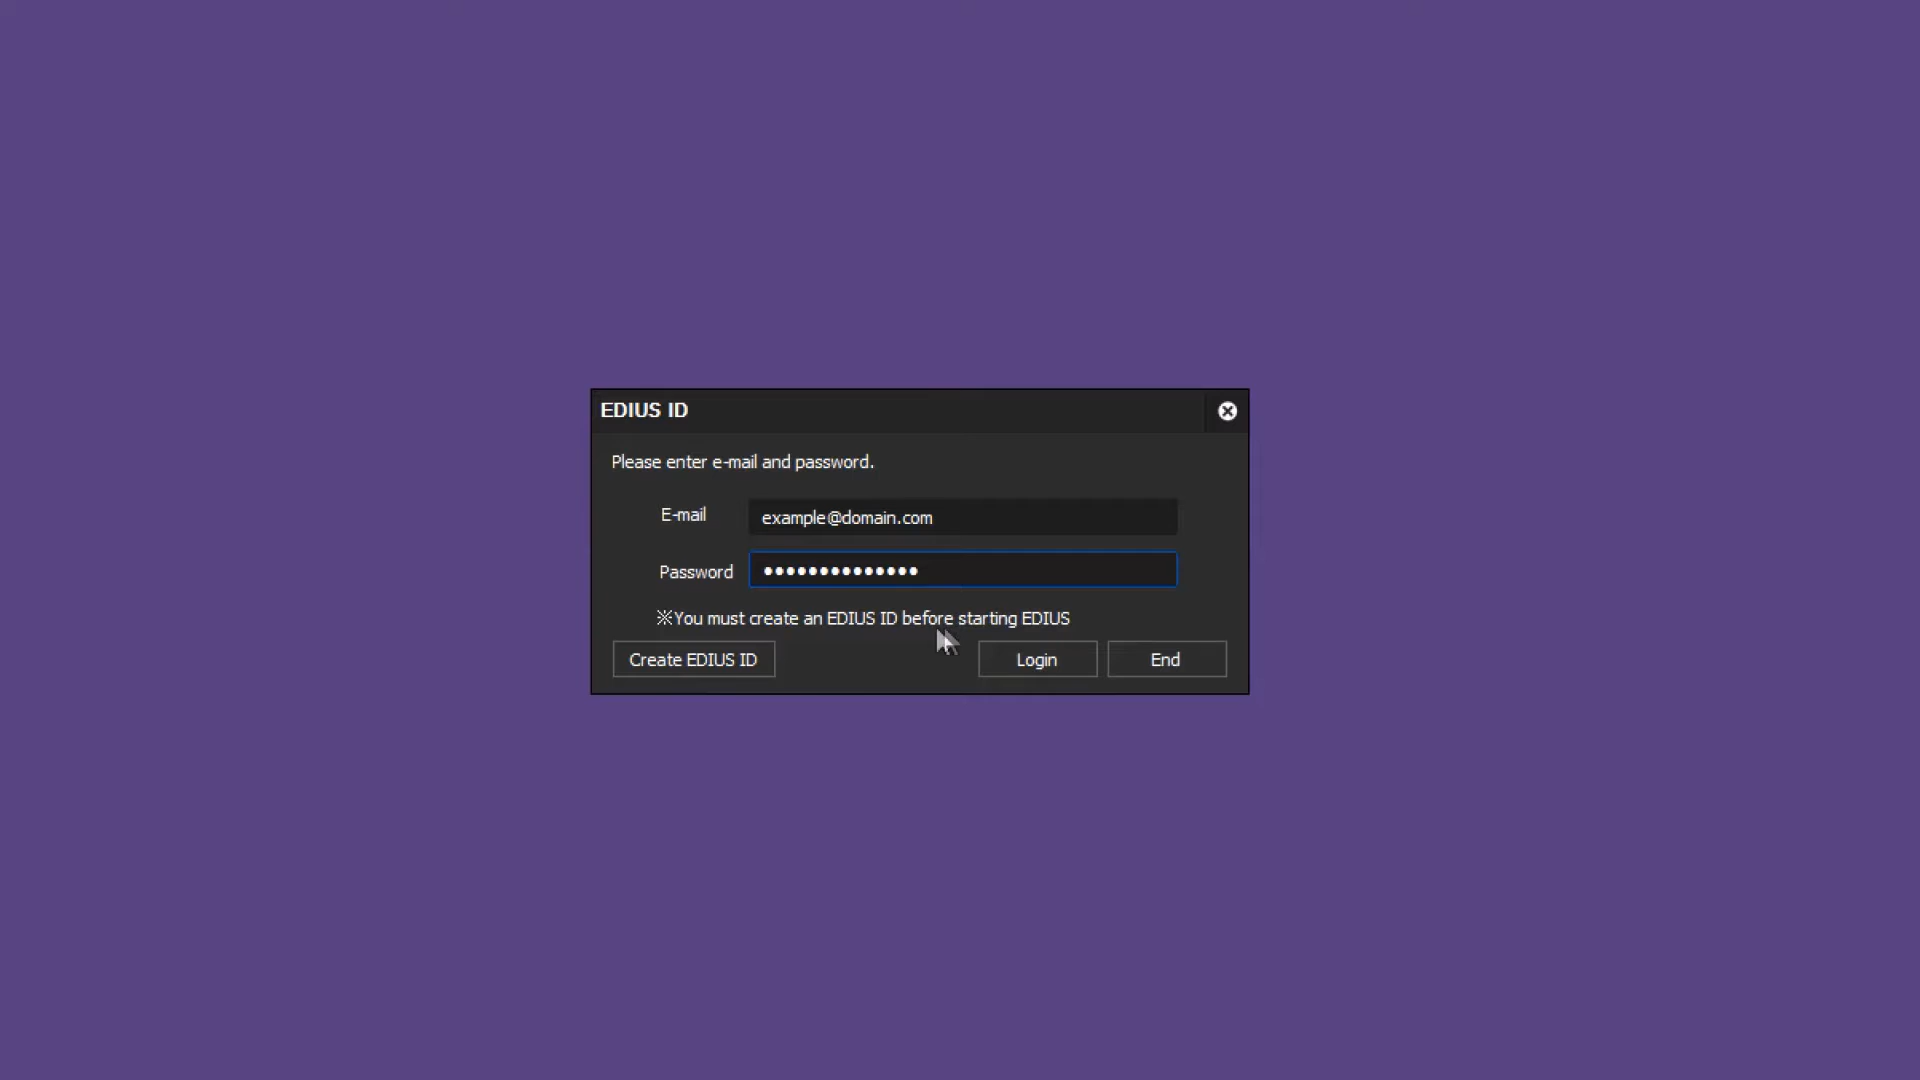 EDIUS ID
Please enter e-mail and password.
E-mail example@domain.com
Password ••••••••••••••
※You must create an EDIUS ID before starting EDIUS
Create EDIUS ID Login End